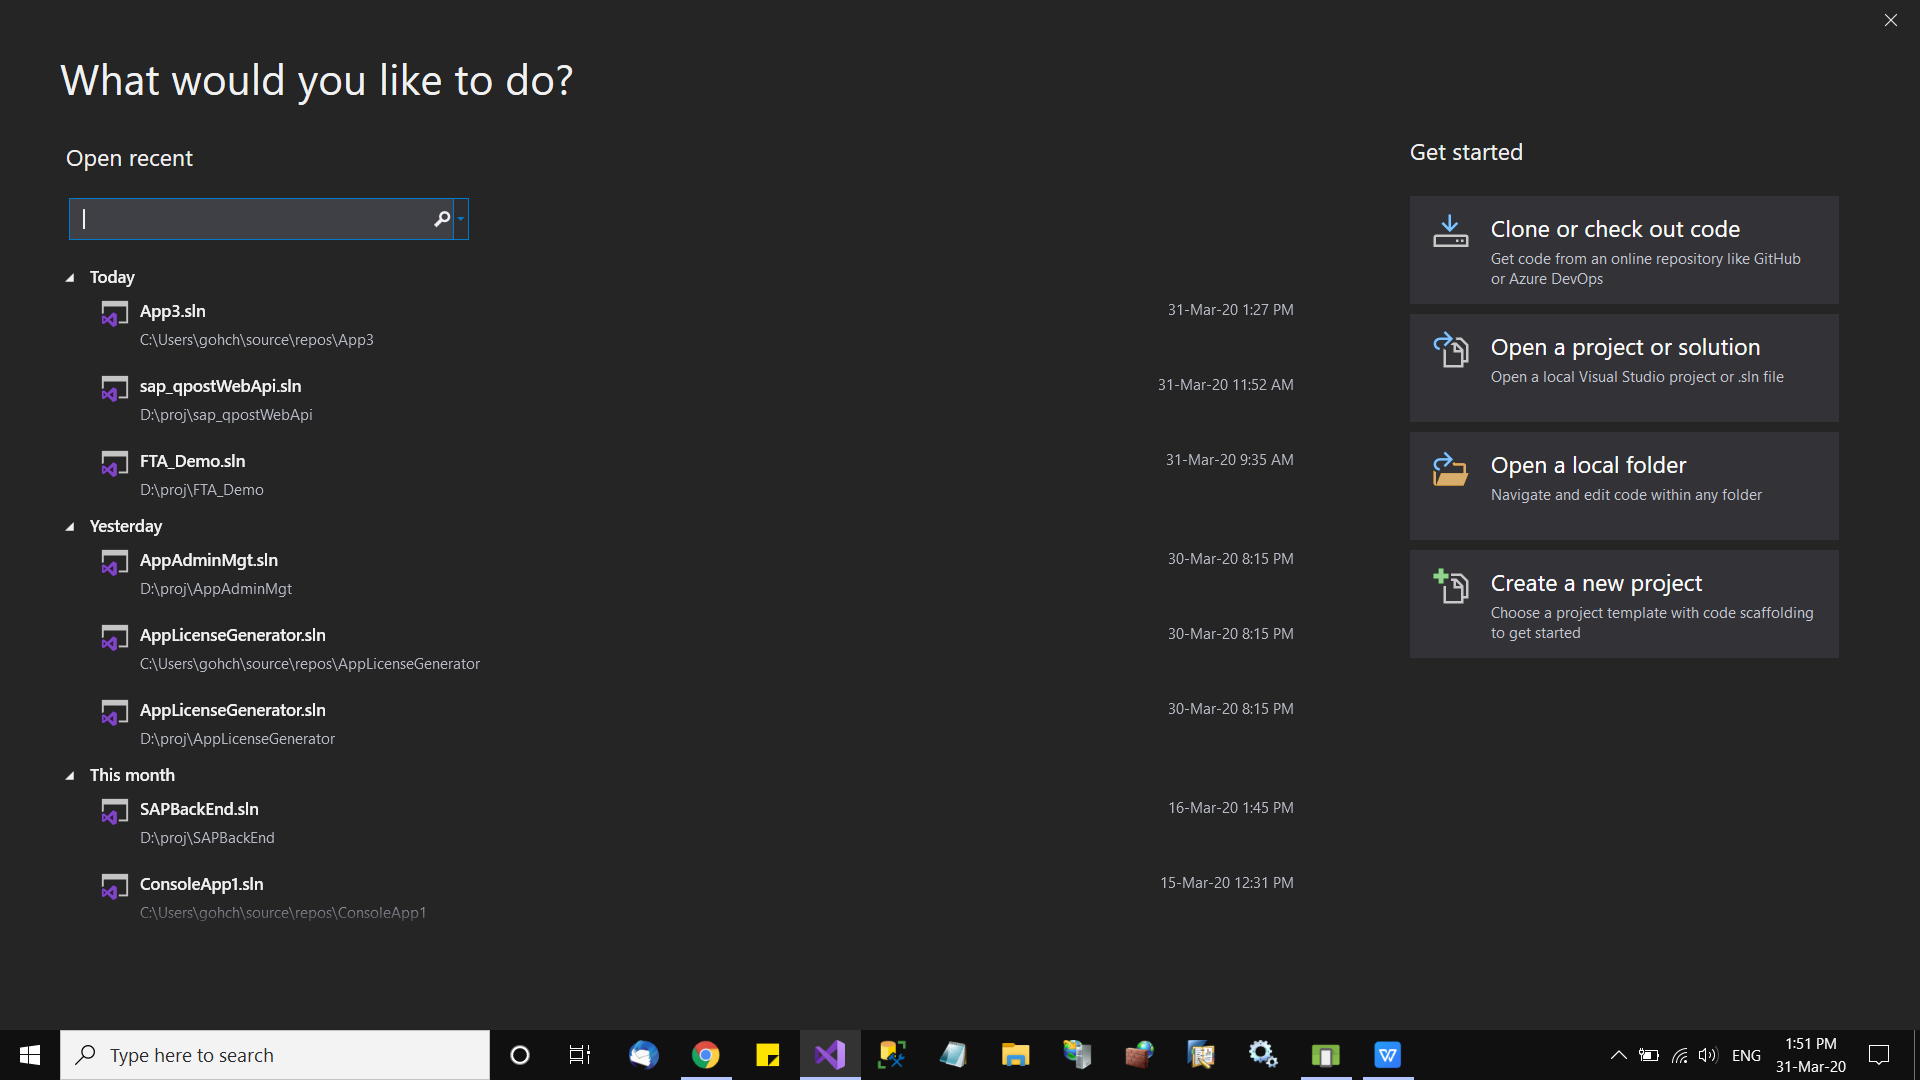 What would you like to do?
Open recent
Today
App3.sln
31-Mar-20 1:27 PM
C:\Users\gohch\source\repos\App3
sap_qpostWebApi.sln
31-Mar-20 11:52 AM
D:\proj\sap_qpostWebApi
FTA_Demo.sln
31-Mar-20 9:35 AM
D:\proj\FTA_Demo
Yesterday
AppAdminMgt.sln
30-Mar-20 8:15 PM
D:\proj\AppAdminMgt
AppLicenseGenerator.sln
30-Mar-20 8:15 PM
C:\Users\gohch\source\repos\AppLicenseGenerator
AppLicenseGenerator.sln
30-Mar-20 8:15 PM
D:\proj\AppLicenseGenerator
This month
SAPBackEnd.sln
16-Mar-20 1:45 PM
D:\proj\SAPBackEnd
ConsoleApp1.sln
15-Mar-20 12:31 PM
C:\Users\gohch\source\repos\ConsoleApp1
Get started
Clone or check out code
Get code from an online repository like GitHub
or Azure DevOps
Open a project or solution
Open a local Visual Studio project or .sln file
Open a local folder
Navigate and edit code within any folder
Create a new project
Choose a project template with code scaffolding
to get started
Type here to search
W
ENG
1:51 PM
31-Mar-20